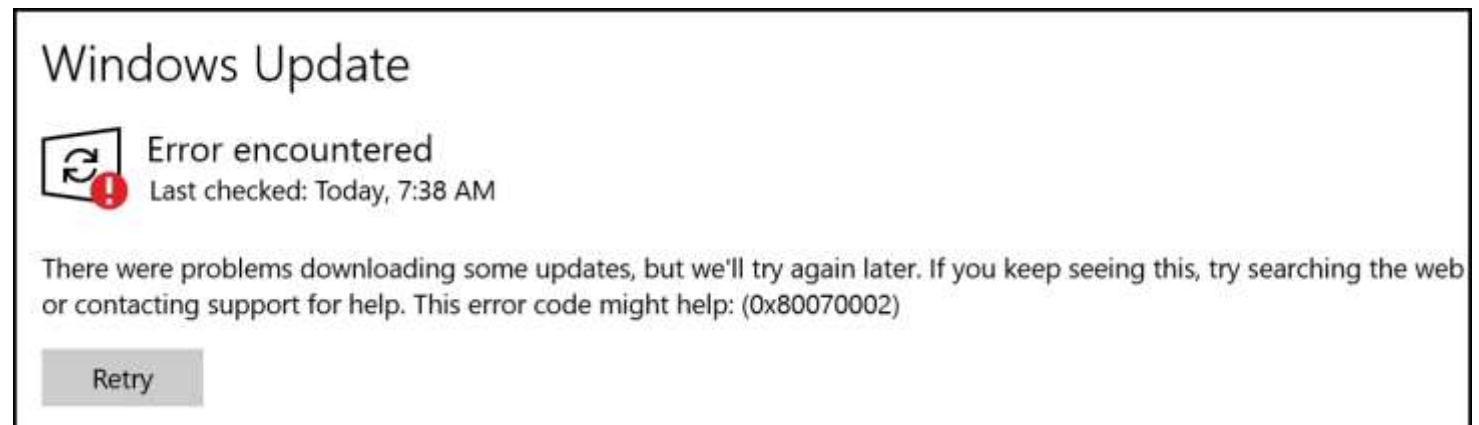 Windows Update
Error encountered
Last checked: Today, 7:38 AM
There were problems downloading some updates, but we'll try again later. If you keep seeing this, try searching the web
or contacting support for help. This error code might help: (0x80070002)
Retry